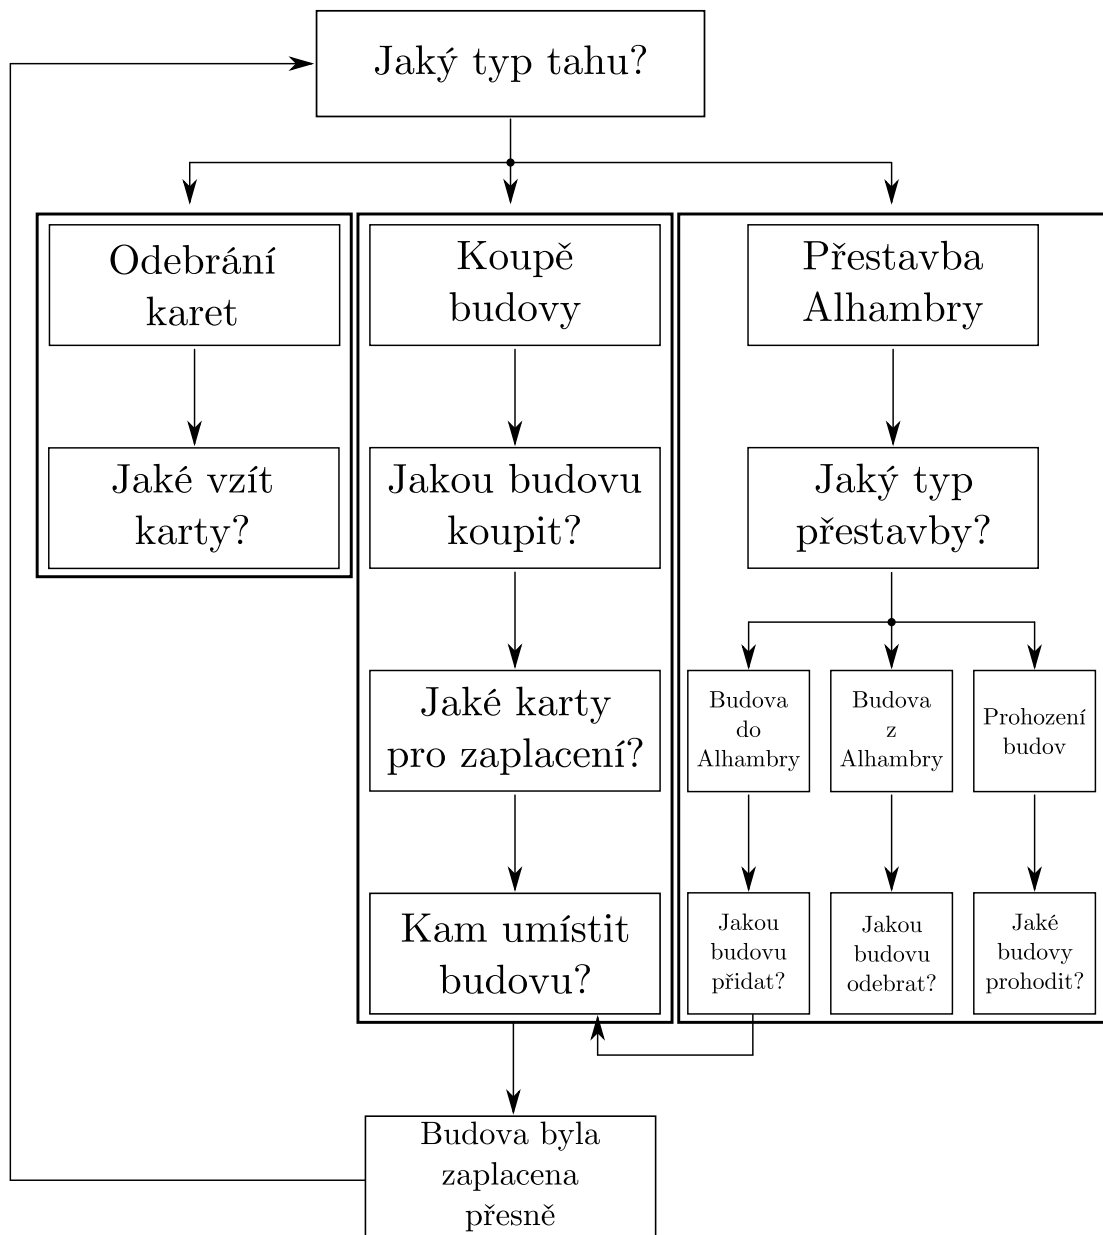 Jaký typ tahu?
Odebrání
karet
Jaké vzít
karty?
Koupě
budovy
Jakou budovu
koupit?
Jaké karty
pro zaplacení?
Kam umístit
budovu?
Přestavba
Alhambry
Jaký typ
přestavby?
Budova
do
Alhambry
Budova
z
Alhambry
Prohození
budov
Jakou
budovu
přidat?
Jakou
budovu
odebrat?
Jaké
budovy
prohodit?
Budova byla
zaplacena
přesně